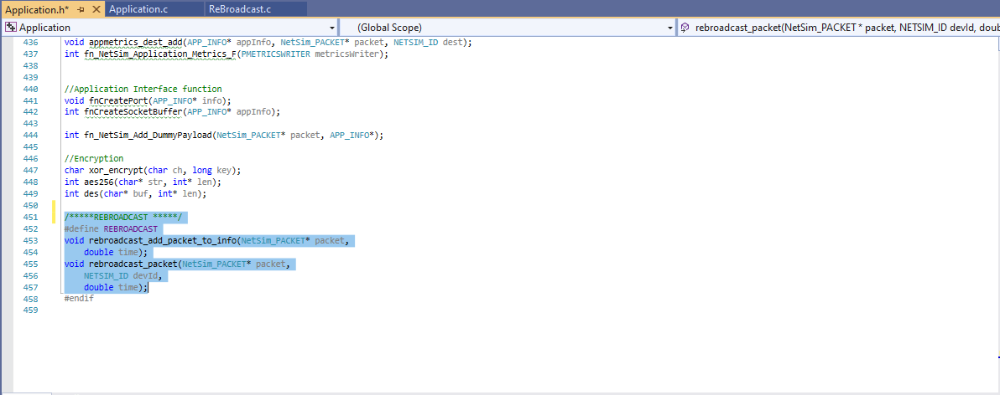 Application.h*
Application.c
ReBroadcast.c
Application
(Global Scope)
rebroadcast_packet(NetSim_PACKET * packet, NETSIM_ID devId, doub
436 void appmetrics_dest_add(APP_INFO* appInfo, NetSim_PACKET* packet, NETSIM_ID dest);
437 int fn_NetSim_Application_Metrics_F(PMETRICSWRITER metricsWriter);
438
439
440 //Application Interface function
441 void fnCreatePort(APP_INFO* info);
442 int fnCreateSocketBuffer(APP_INFO* appInfo);
443
444 int fn_NetSim_Add_DummyPayload(NetSim_PACKET* packet, APP_INFO*);
445
446 //Encryption
447 char xor_encrypt(char ch, long key);
448 int aes256(char* str, int* len);
449 int des(char* buf, int* len);
450
451 /*****REBROADCAST *****/
452 #define REBROADCAST
453 void rebroadcast_add_packet_to_info(NetSim_PACKET* packet,
454 double time);
455 void rebroadcast_packet(NetSim_PACKET* packet,
456 NETSIM_ID devId,
457 double time);
458 #endif
459